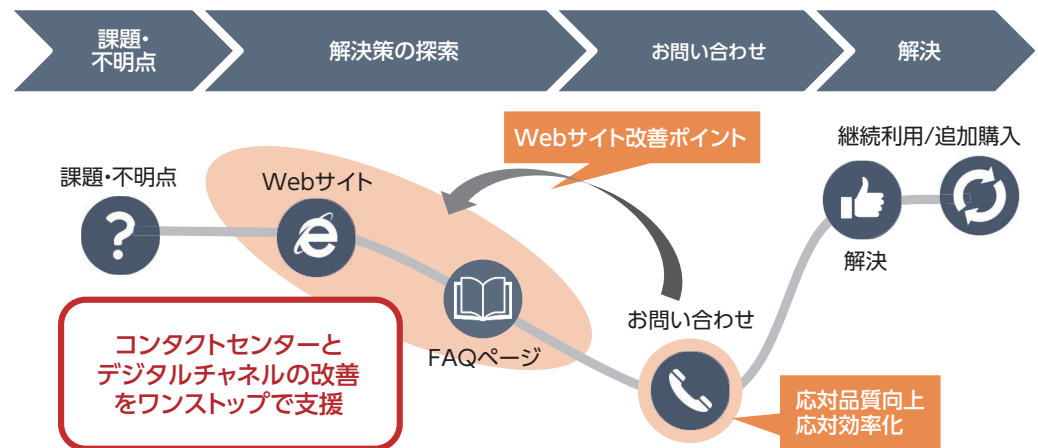 課題・
不明点
解決策の探索
お問い合わせ
解決
Webサイト改善ポイント
継続利用/追加購入
課題・不明点
Webサイト
?
e
解決
お問い合わせ
FAQページ
コンタクトセンターと
デジタルチャネルの改善
をワンストップで支援
応対品質向上
応対効率化